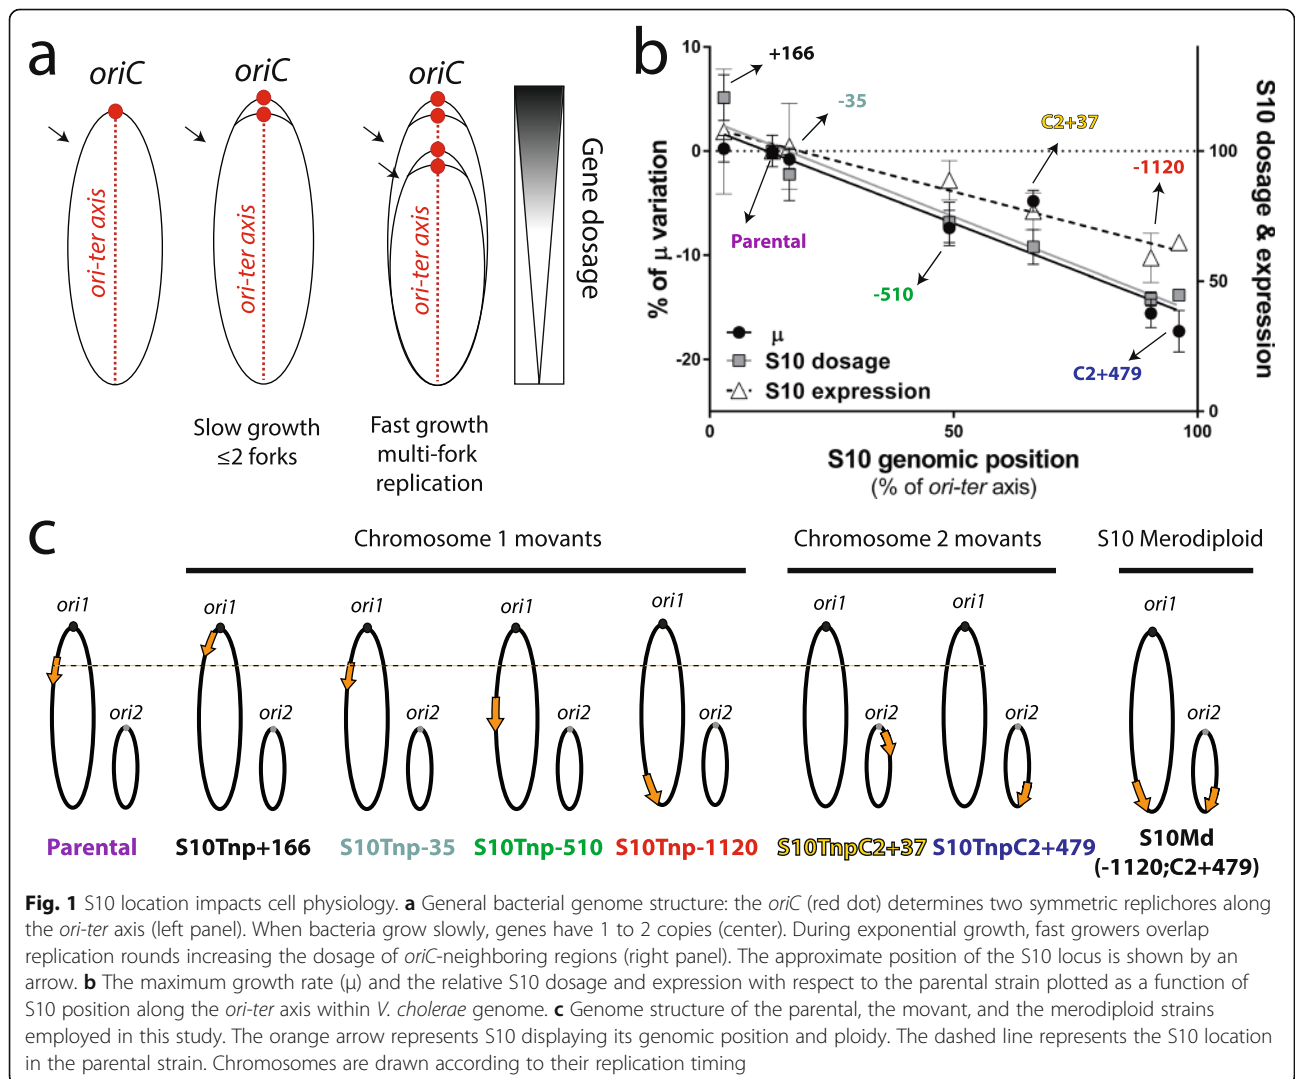 a
oriC
oriC
oriC
ori-ter axis
ori-ter axis
ori-ter axis
Gene dosage
Slow growth
≤2 forks
Fast growth
multi-fork
replication
b
10
0
-10
-20
% of μ variation
+166
-35
C2+37
-1120
Parental
-510
C2+479
μ
S10 dosage
S10 expression
100
50
0
S10 dosage & expression
0
50
100
S10 genomic position
(% of ori-ter axis)
c
Chromosome 1 movants
Chromosome 2 movants
S10 Merodiploid
ori1
ori1
ori1
ori1
ori1
ori1
ori1
ori1
ori2
ori2
ori2
ori2
ori2
ori2
ori2
ori2
Parental
S10Tnp+166
S10Tnp-35
S10Tnp-510
S10Tnp-1120
S10TnpC2+37
S10TnpC2+479
S10Md
(-1120;C2+479)
Fig. 1 S10 location impacts cell physiology. a General bacterial genome structure: the oriC (red dot) determines two symmetric replichores along
the ori-ter axis (left panel). When bacteria grow slowly, genes have 1 to 2 copies (center). During exponential growth, fast growers overlap
replication rounds increasing the dosage of oriC-neighboring regions (right panel). The approximate position of the S10 locus is shown by an
arrow. b The maximum growth rate (μ) and the relative S10 dosage and expression with respect to the parental strain plotted as a function of
S10 position along the ori-ter axis within V. cholerae genome. c Genome structure of the parental, the movant, and the merodiploid strains
employed in this study. The orange arrow represents S10 displaying its genomic position and ploidy. The dashed line represents the S10 location
in the parental strain. Chromosomes are drawn according to their replication timing